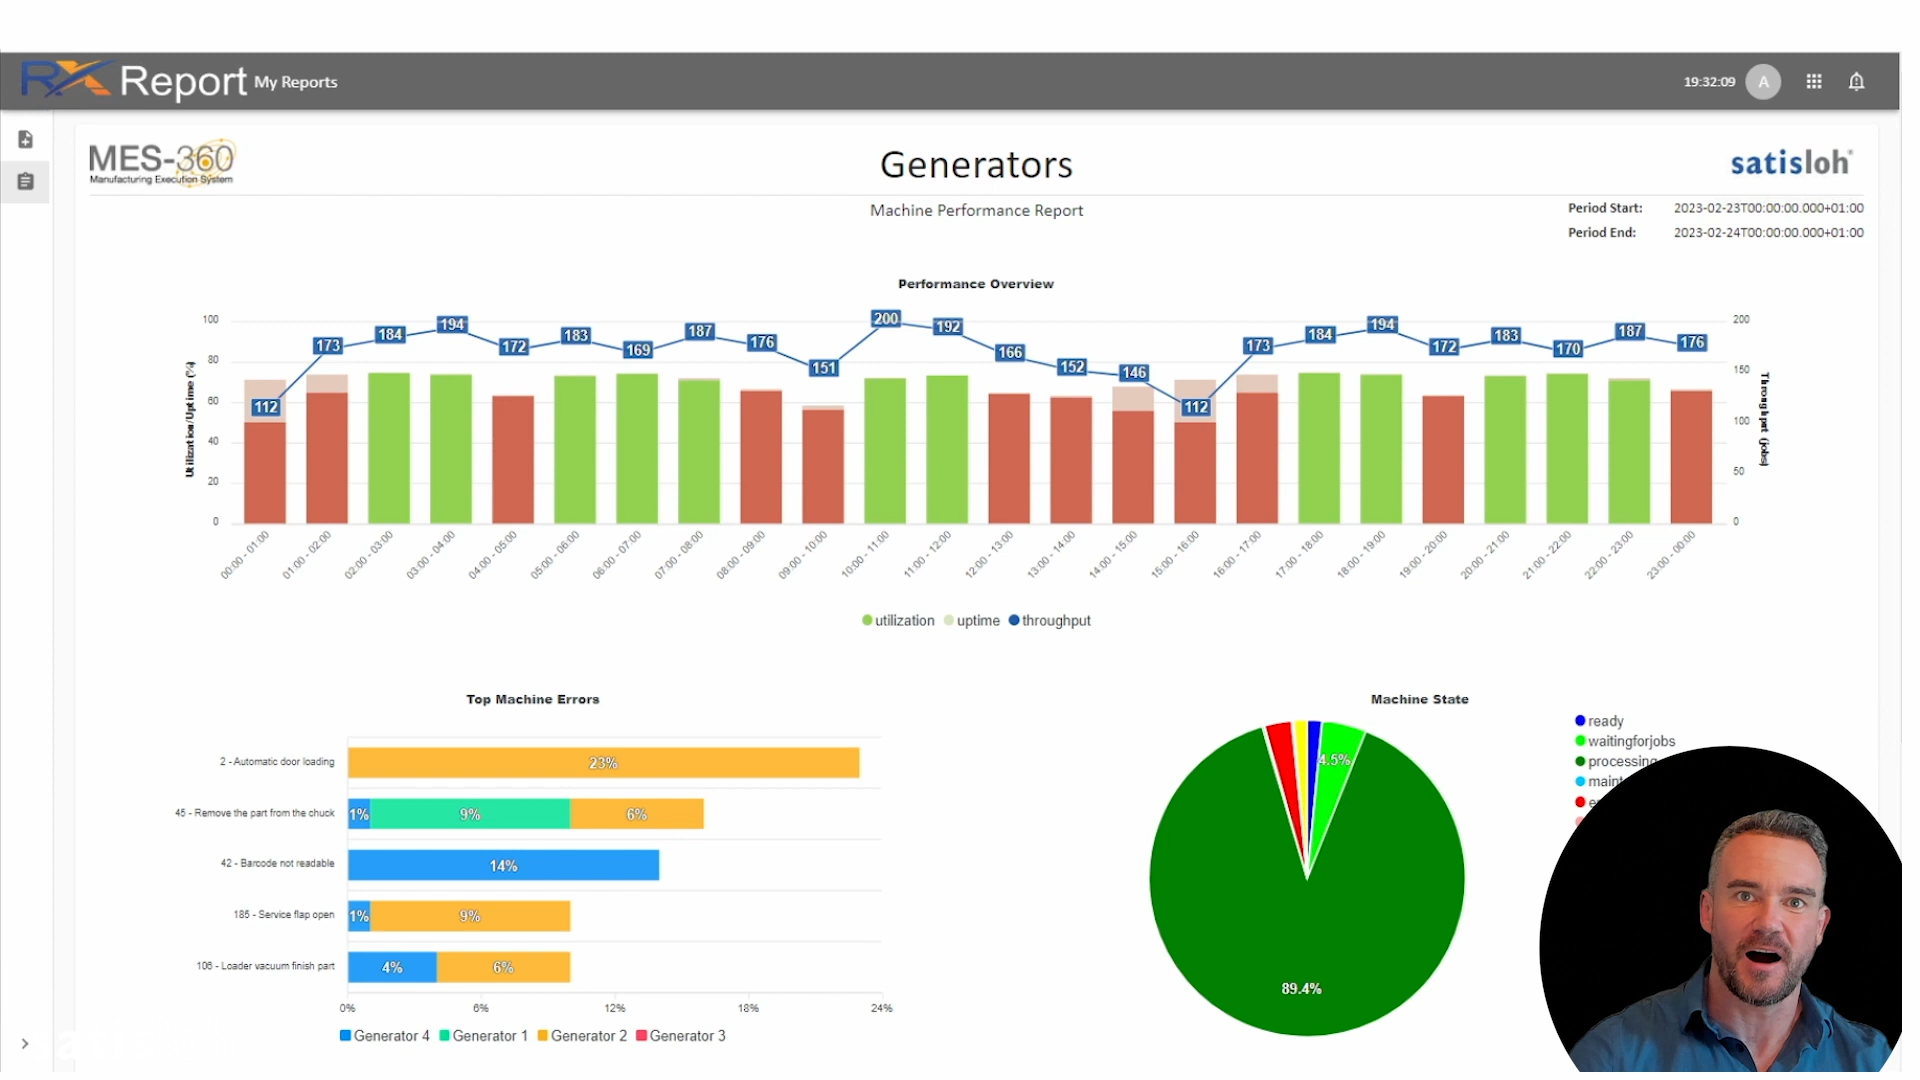 RX Report My Reports
19:32:09 A
MES-360
Manufacturing Execution System
Generators
satisloh
Machine Performance Report
Period Start: 2023-02-23T00:00:00.000+01:00
Period End: 2023-02-24T00:00:00.000+01:00
Performance Overview
Utilization/Uptime (%)
100
80
60
40
20
0
112 173 184 194 172 183 169 187 176 151 200 192 166 152 146 112 173 184 194 172 183 170 187 176
200
150
100
50
0
Throughput (jobs)
00:00 - 01:00
01:00 - 02:00
02:00 - 03:00
03:00 - 04:00
04:00 - 05:00
05:00 - 06:00
06:00 - 07:00
07:00 - 08:00
08:00 - 09:00
09:00 - 10:00
10:00 - 11:00
11:00 - 12:00
12:00 - 13:00
13:00 - 14:00
14:00 - 15:00
15:00 - 16:00
16:00 - 17:00
17:00 - 18:00
18:00 - 19:00
19:00 - 20:00
20:00 - 21:00
21:00 - 22:00
22:00 - 23:00
23:00 - 00:00
utilization uptime throughput
Top Machine Errors
2 - Automatic door loading 23%
45 - Remove the part from the chuck 1% 9% 6%
42 - Barcode not readable 14%
185 - Service flap open 1% 9%
106 - Loader vacuum finish part 4% 6%
0% 6% 12% 18% 24%
Generator 4 Generator 1 Generator 2 Generator 3
Machine State
4.5%
89.4%
ready
waitingforjobs
processing